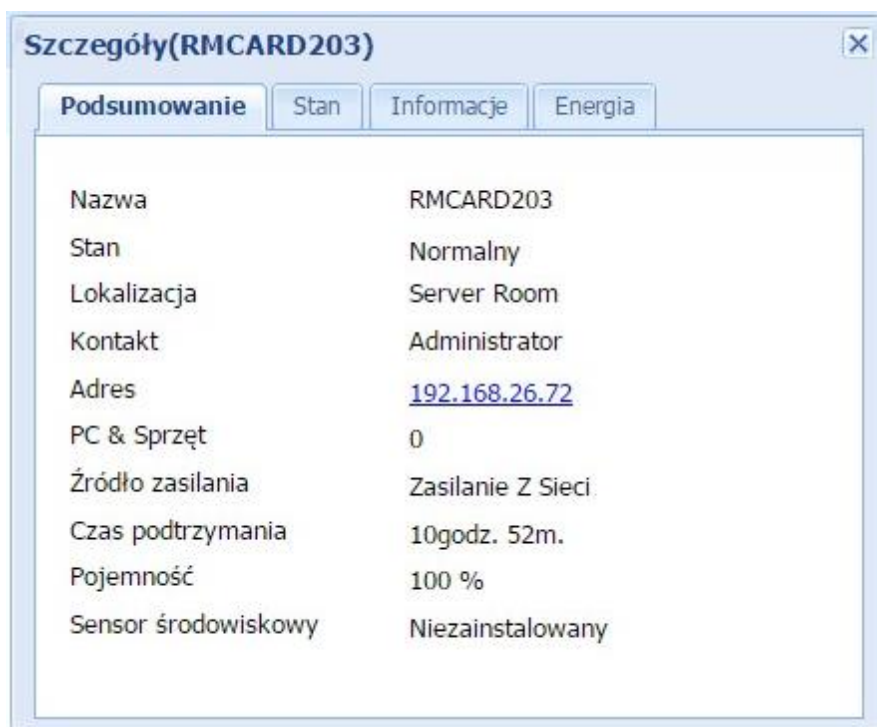 Szczegóły(RMCARD203)
Podsumowanie Stan Informacje Energia
Nazwa RMCARD203
Stan Normalny
Lokalizacja Server Room
Kontakt Administrator
Adres 192.168.26.72
PC & Sprzęt 0
Źródło zasilania Zasilanie Z Sieci
Czas podtrzymania 10godz. 52m.
Pojemność 100 %
Sensor środowiskowy Niezainstalowany